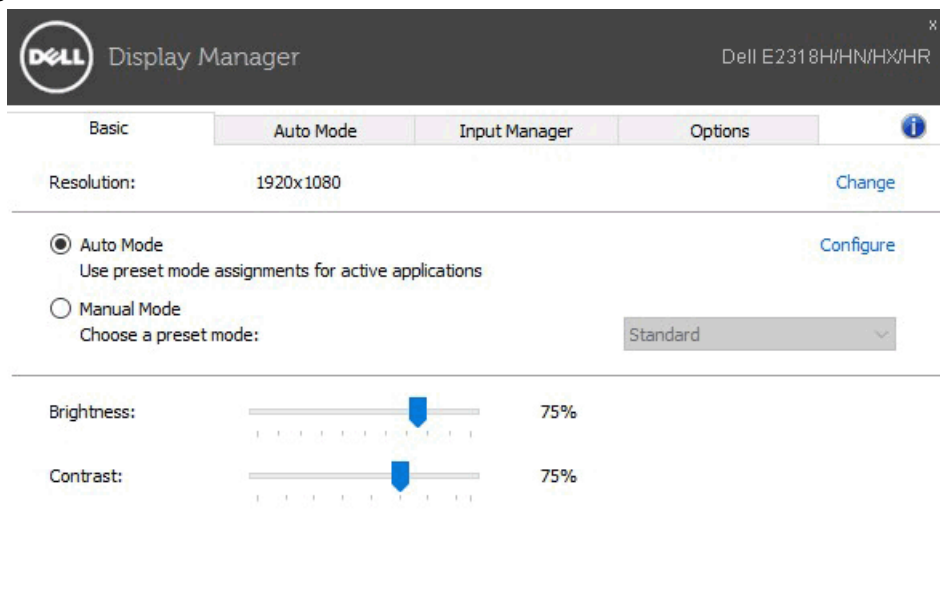 x
DELL Display Manager Dell E2318H/HN/HX/HR
Basic Auto Mode Input Manager Options i
Resolution: 1920x1080 Change
Auto Mode Configure
Use preset mode assignments for active applications
Manual Mode
Choose a preset mode: Standard
Brightness: 75%
Contrast: 75%